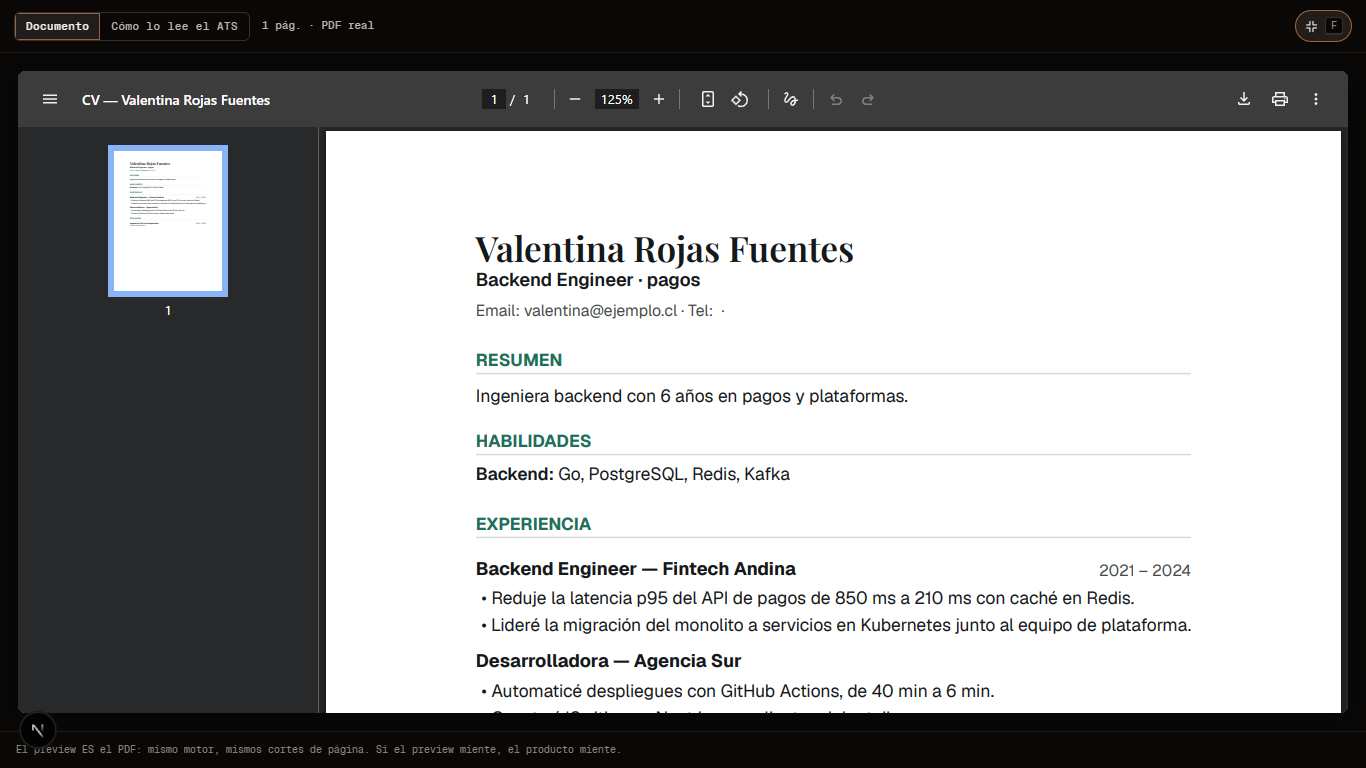 Documento Cómo lo lee el ATS 1 pág. · PDF real F
CV — Valentina Rojas Fuentes 1 / 1 125%
1
Valentina Rojas Fuentes
Backend Engineer · pagos
Email: valentina@ejemplo.cl · Tel: ·
RESUMEN
Ingeniera backend con 6 años en pagos y plataformas.
HABILIDADES
Backend: Go, PostgreSQL, Redis, Kafka
EXPERIENCIA
Backend Engineer — Fintech Andina 2021 – 2024
• Reduje la latencia p95 del API de pagos de 850 ms a 210 ms con caché en Redis.
• Lideré la migración del monolito a servicios en Kubernetes junto al equipo de plataforma.
Desarrolladora — Agencia Sur
• Automaticé despliegues con GitHub Actions, de 40 min a 6 min.
N
El preview ES el PDF: mismo motor, mismos cortes de página. Si el preview miente, el producto miente.